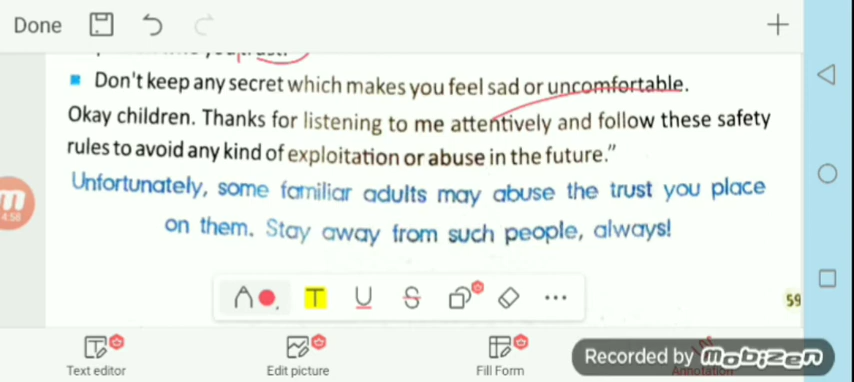 Done
Don't keep any secret which makes you feel sad or uncomfortable.
Okay children. Thanks for listening to me attentively and follow these safety
rules to avoid any kind of exploitation or abuse in the future."
Unfortunately, some familiar adults may abuse the trust you place
on them. Stay away from such people, always!
4:58
T U S
59
Text editor Edit picture Fill Form Annotation
Recorded by Mobizen